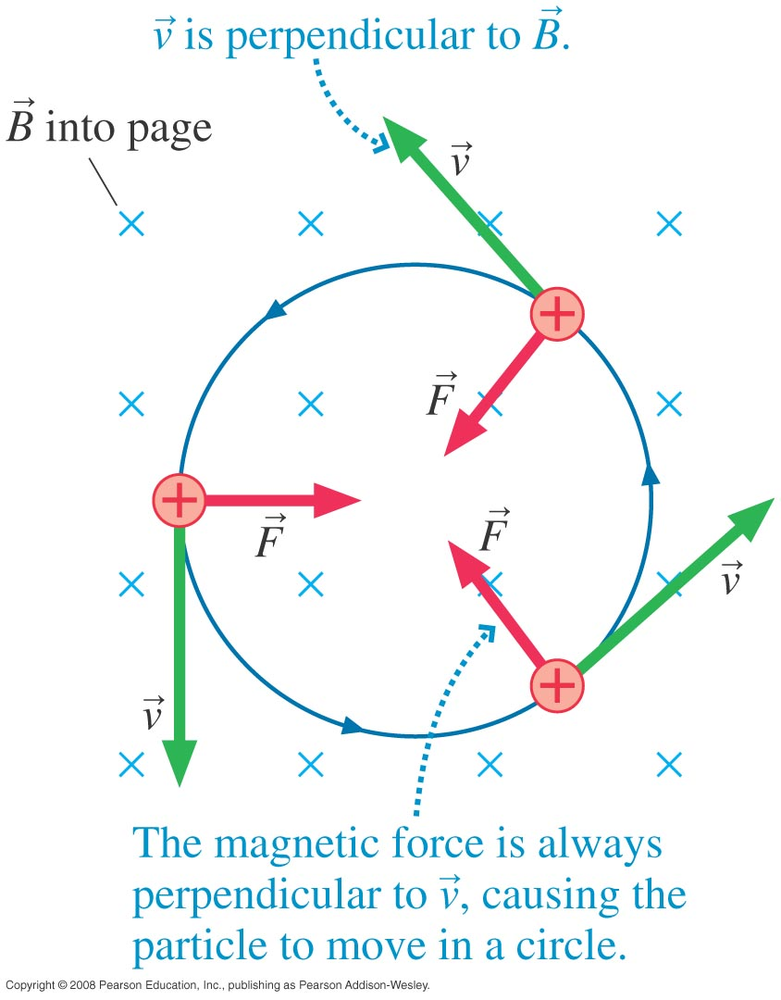 v⃗ is perpendicular to B⃗.
B⃗ into page
v⃗
F⃗
F⃗
F⃗
v⃗
v⃗
The magnetic force is always
perpendicular to v⃗, causing the
particle to move in a circle.
Copyright © 2008 Pearson Education, Inc., publishing as Pearson Addison-Wesley.